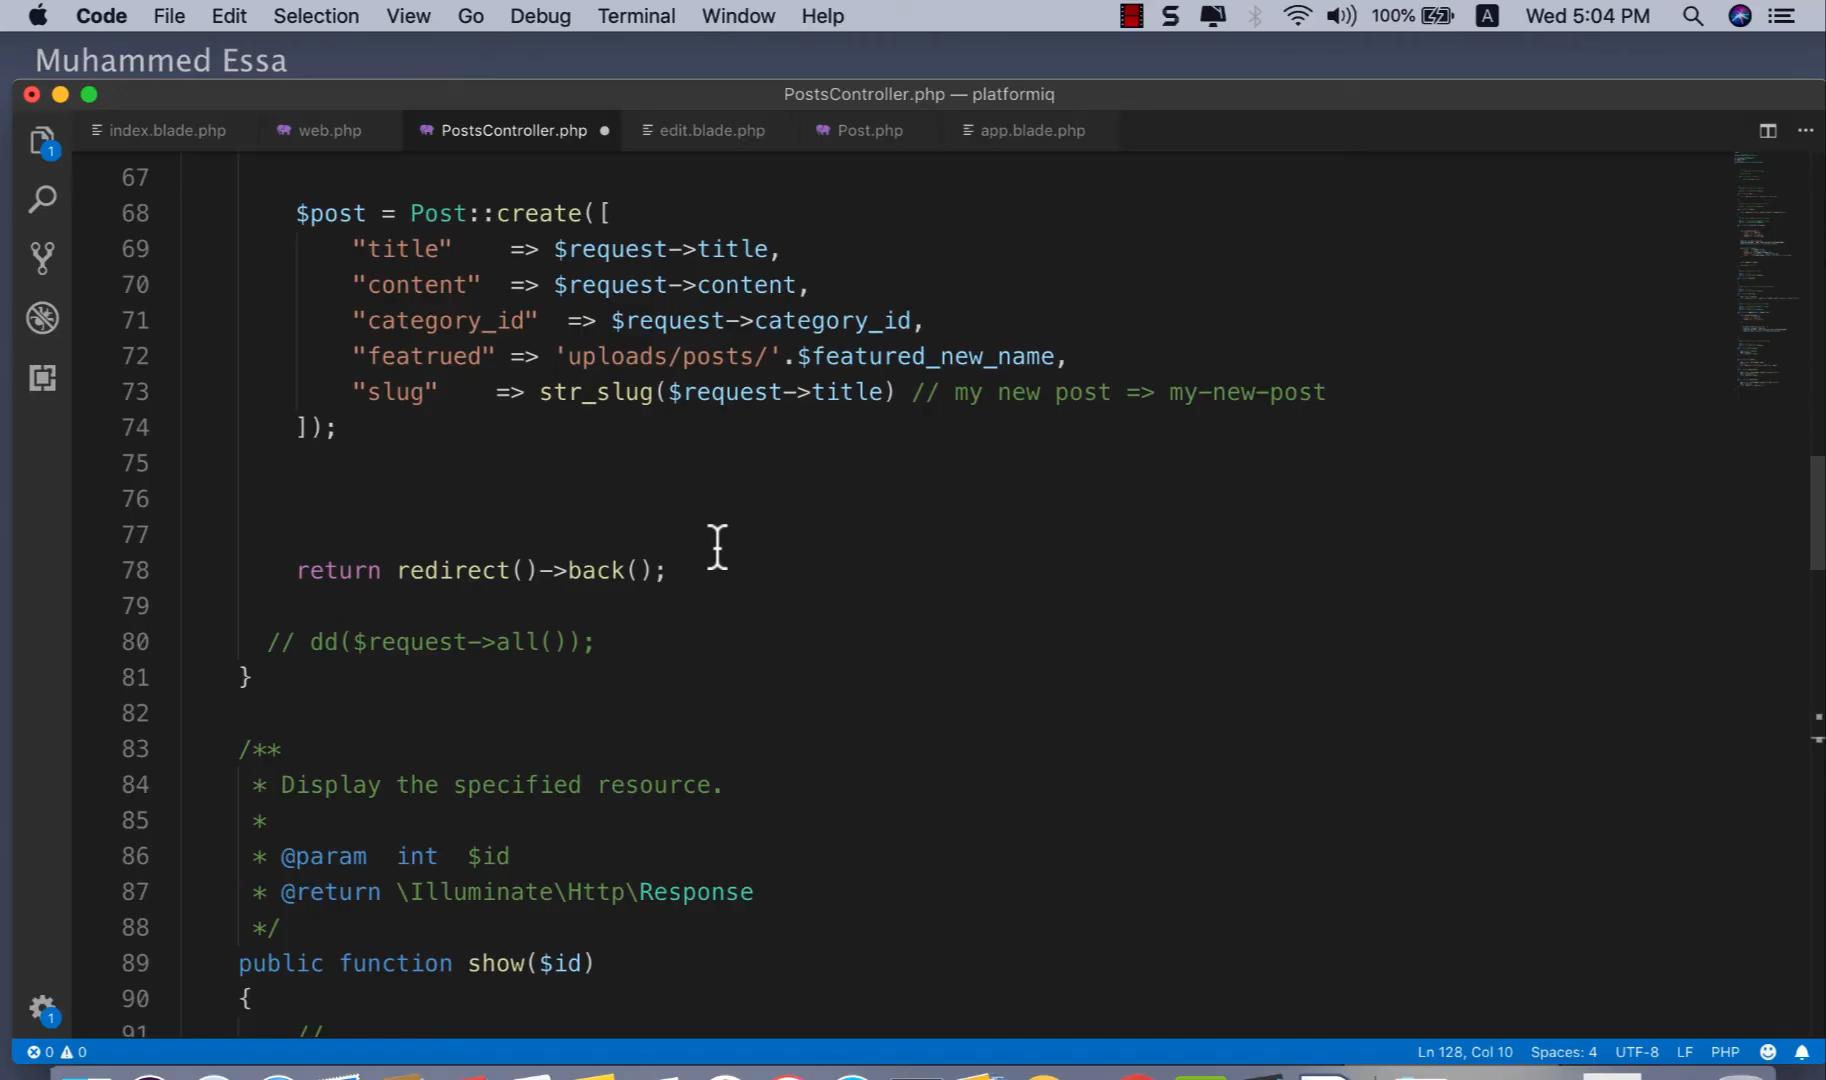 Code File Edit Selection View Go Debug Terminal Window Help 100% A Wed 5:04 PM
Muhammed Essa
PostsController.php — platformiq
index.blade.php web.php PostsController.php edit.blade.php Post.php app.blade.php
67
68 $post = Post::create([
69 "title" => $request->title,
70 "content" => $request->content,
71 "category_id" => $request->category_id,
72 "featrued" => 'uploads/posts/'.$featured_new_name,
73 "slug" => str_slug($request->title) // my new post => my-new-post
74 ]);
75
76
77
78 return redirect()->back();
79
80 // dd($request->all());
81 }
82
83 /**
84 * Display the specified resource.
85 *
86 * @param int $id
87 * @return \Illuminate\Http\Response
88 */
89 public function show($id)
90 {
91 //
1
1
0 0 Ln 128, Col 10 Spaces: 4 UTF-8 LF PHP